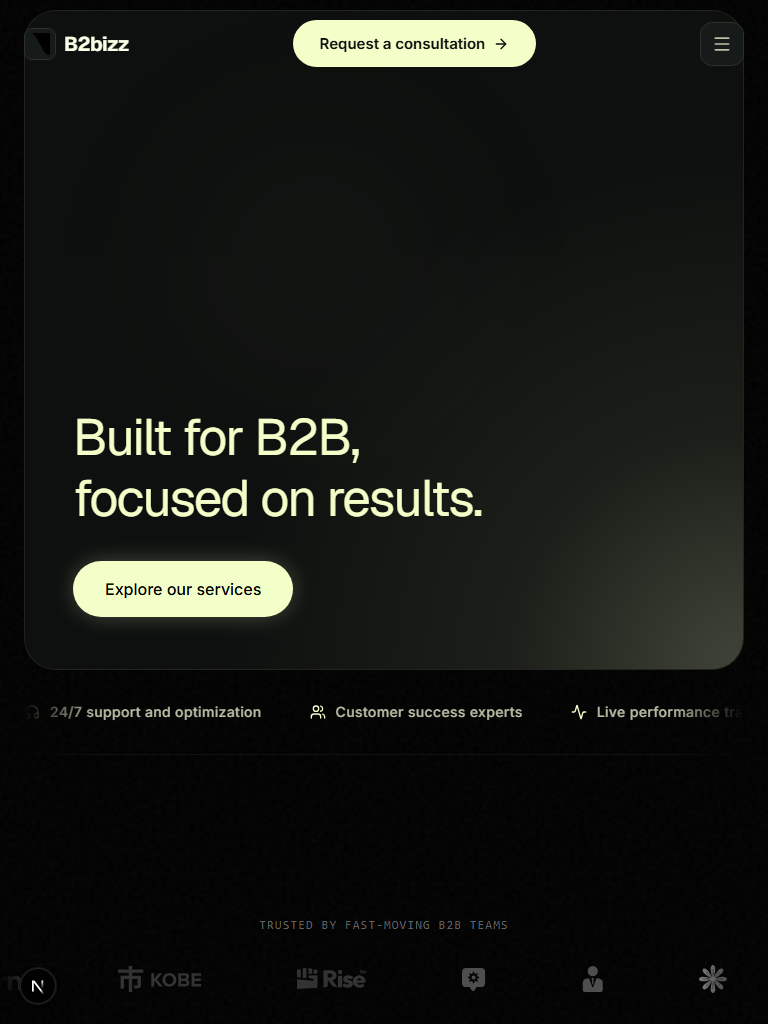 B2bizz
Request a consultation
Built for B2B,
focused on results.
Explore our services
24/7 support and optimization
Customer success experts
Live performance
TRUSTED BY FAST-MOVING B2B TEAMS
N
KOBE
Rise